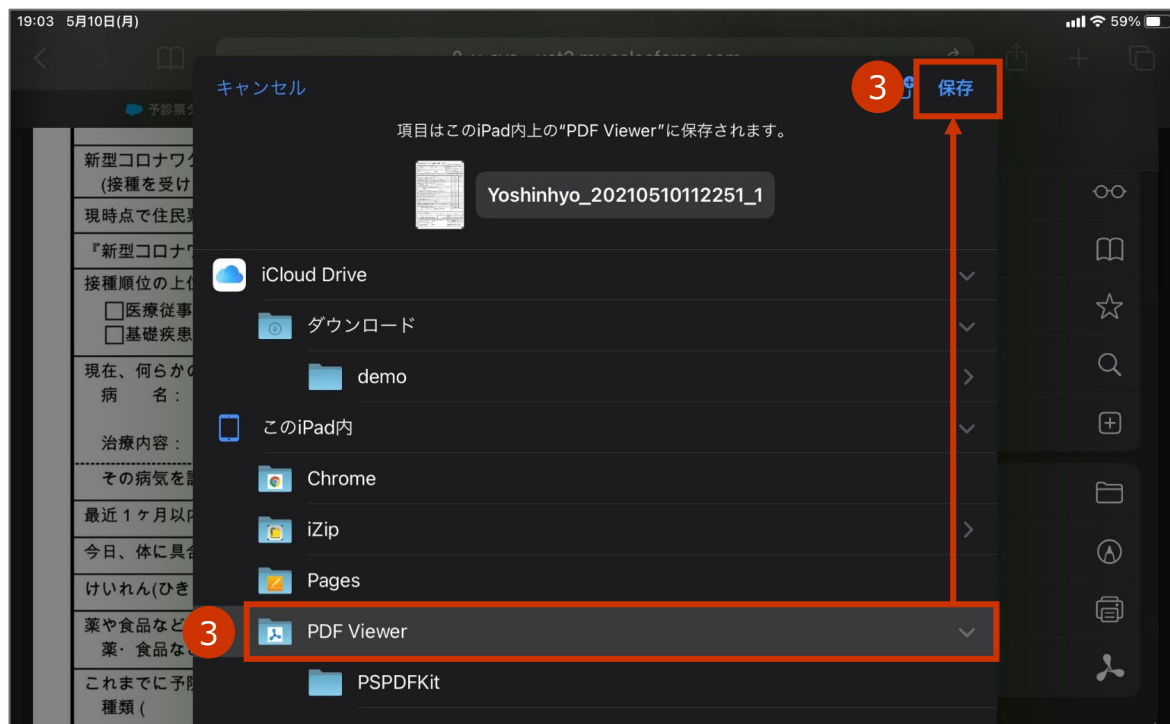 19:03 5月10日(月)
59%
キャンセル
3
保存
予診票
項目はこのiPad内上の“PDF Viewer”に保存されます。
Yoshinhyo_20210510112251_1
新型コロナワク
(接種を受け
現時点で住民票
『新型コロナワ
接種順位の上位
医療従事
基礎疾患
現在、何らかの
病 名:
治療内容:
その病気を
最近1ヶ月以内
今日、体に具合
けいれん(ひき
薬や食品など
薬・食品な
これまでに予防
種類(
iCloud Drive
ダウンロード
demo
このiPad内
Chrome
iZip
Pages
3
PDF Viewer
PSPDFKit